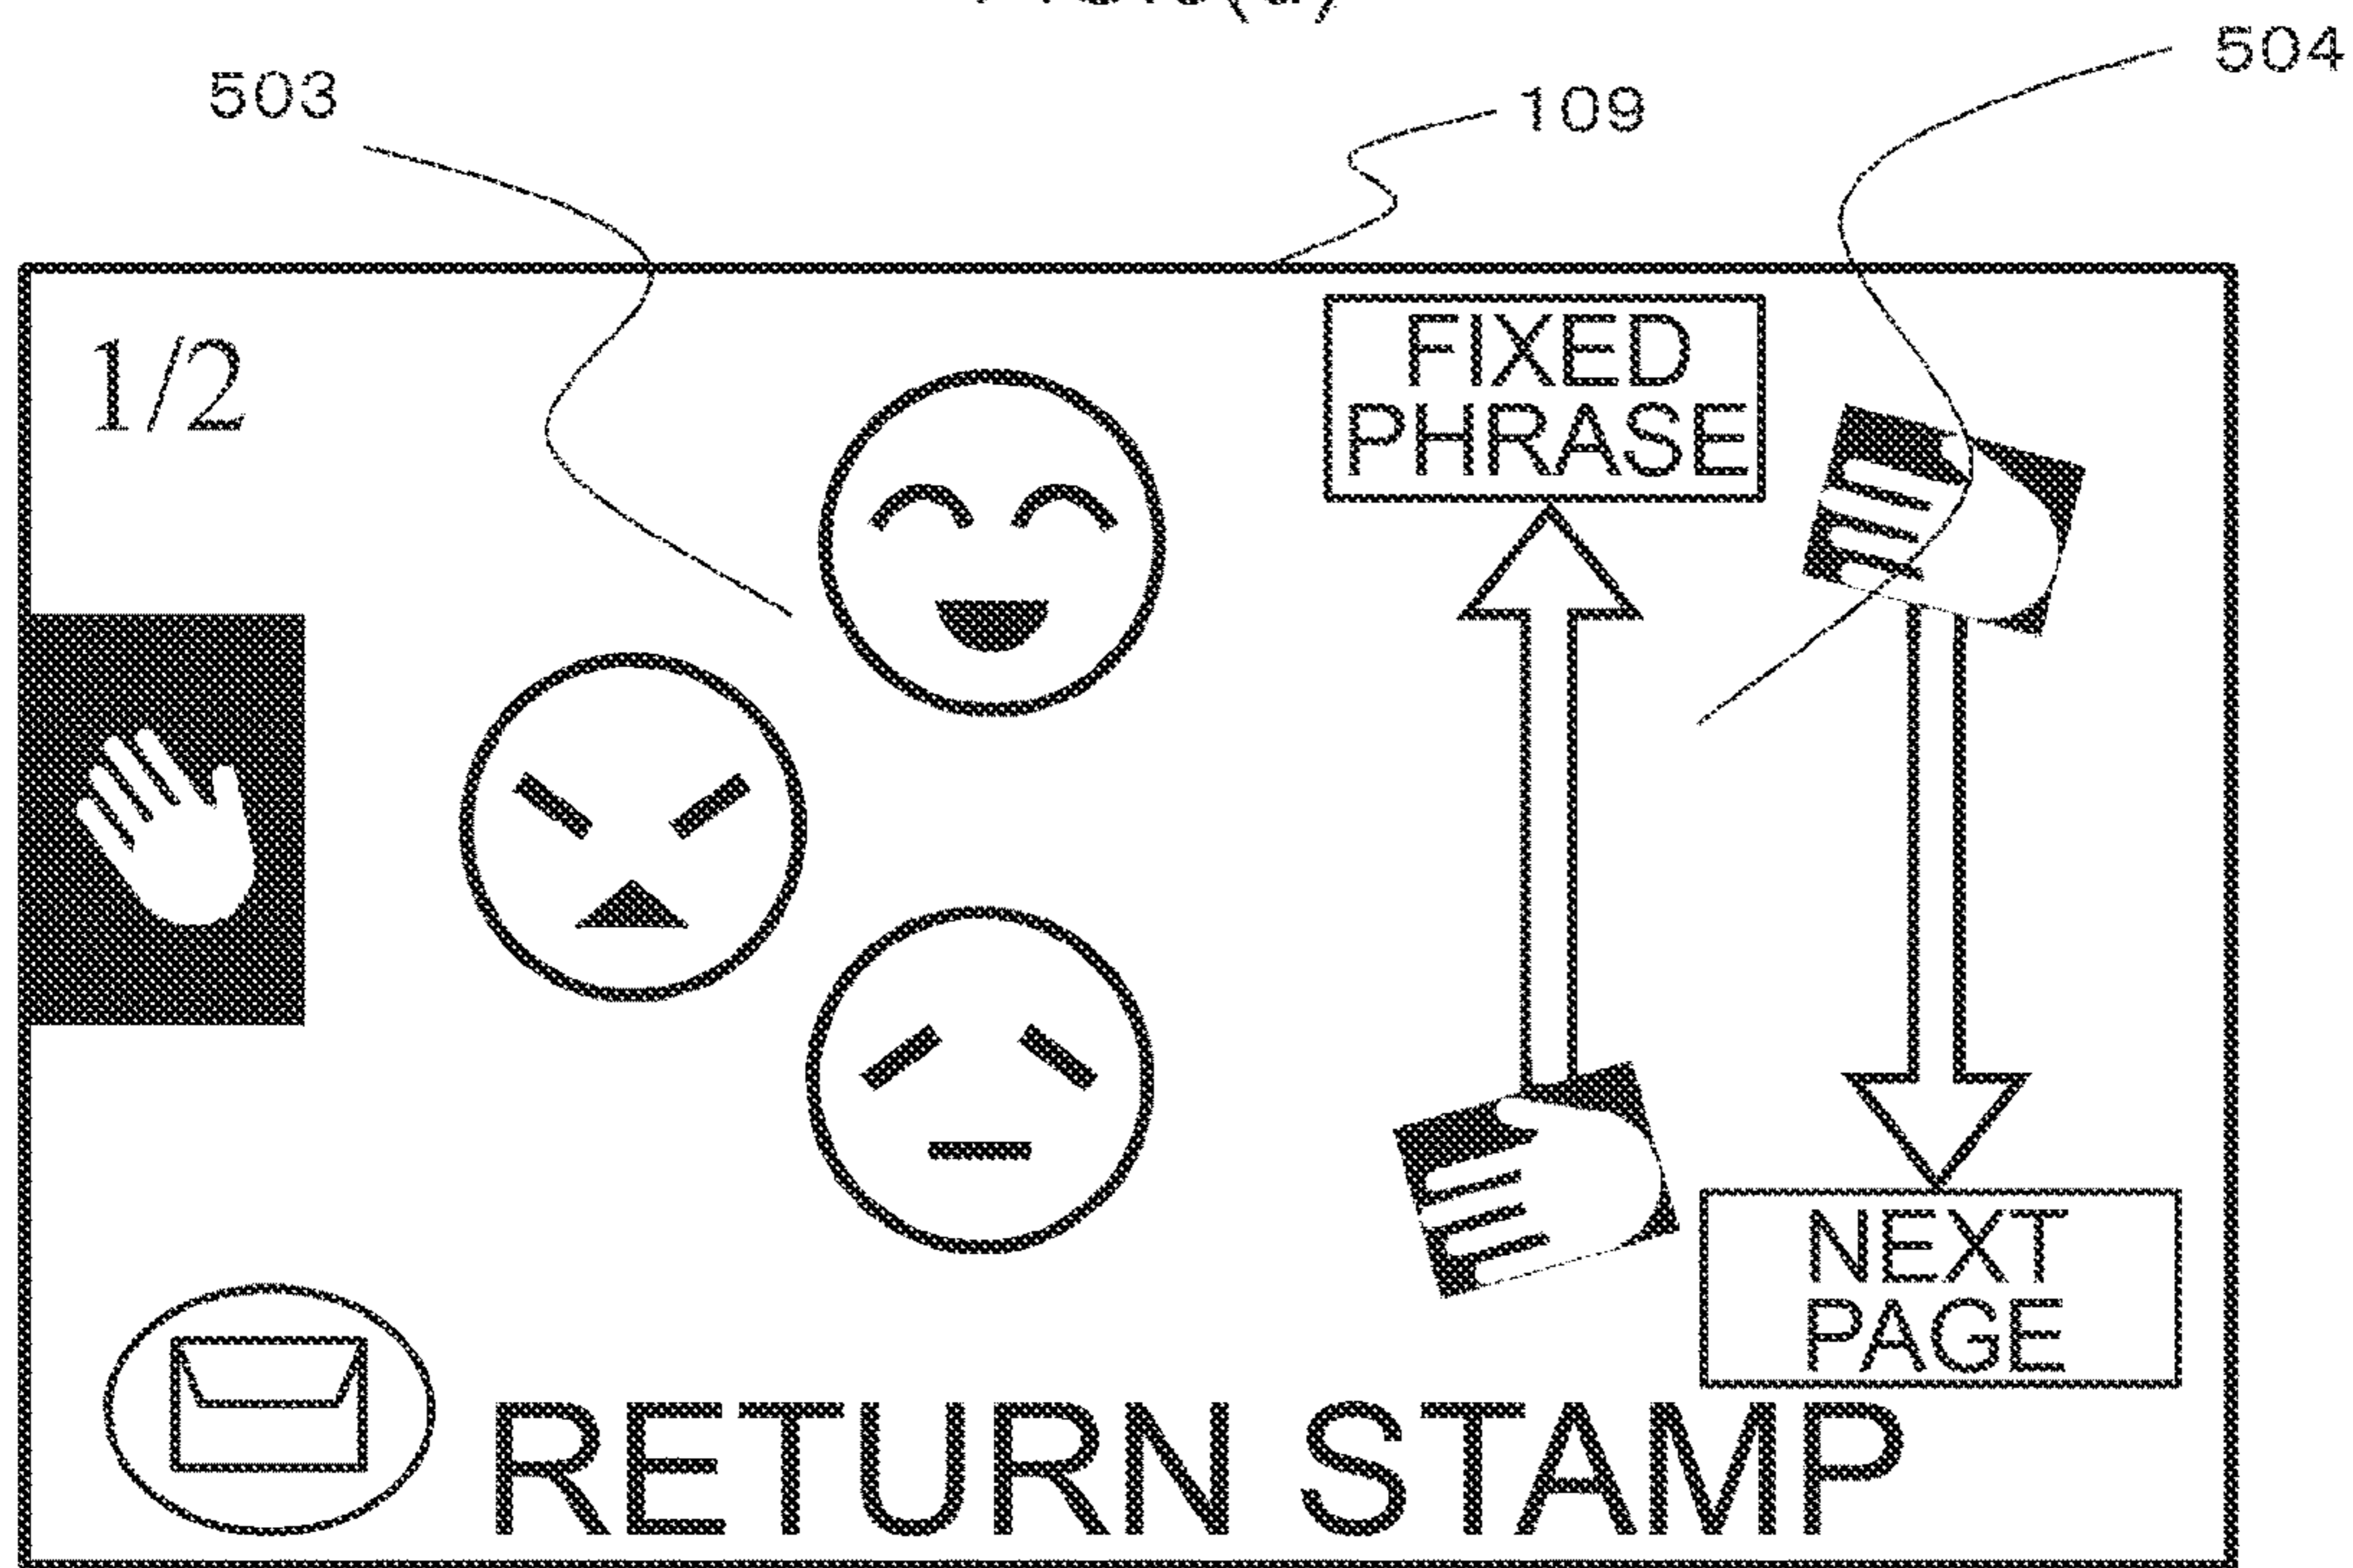 503
109
504
1/2
FIXED
PHRASE
NEXT
PAGE
RETURN STAMP